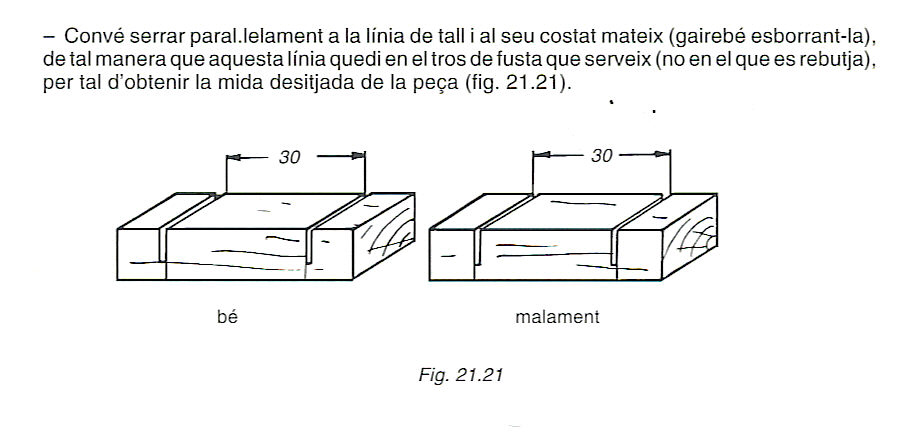 – Convé serrar paral.lelament a la línia de tall i al seu costat mateix (gairebé esborrant-la),
de tal manera que aquesta línia quedi en el tros de fusta que serveix (no en el que es rebutja),
per tal d'obtenir la mida desitjada de la peça (fig. 21.21).
30
30
bé
malament
Fig. 21.21